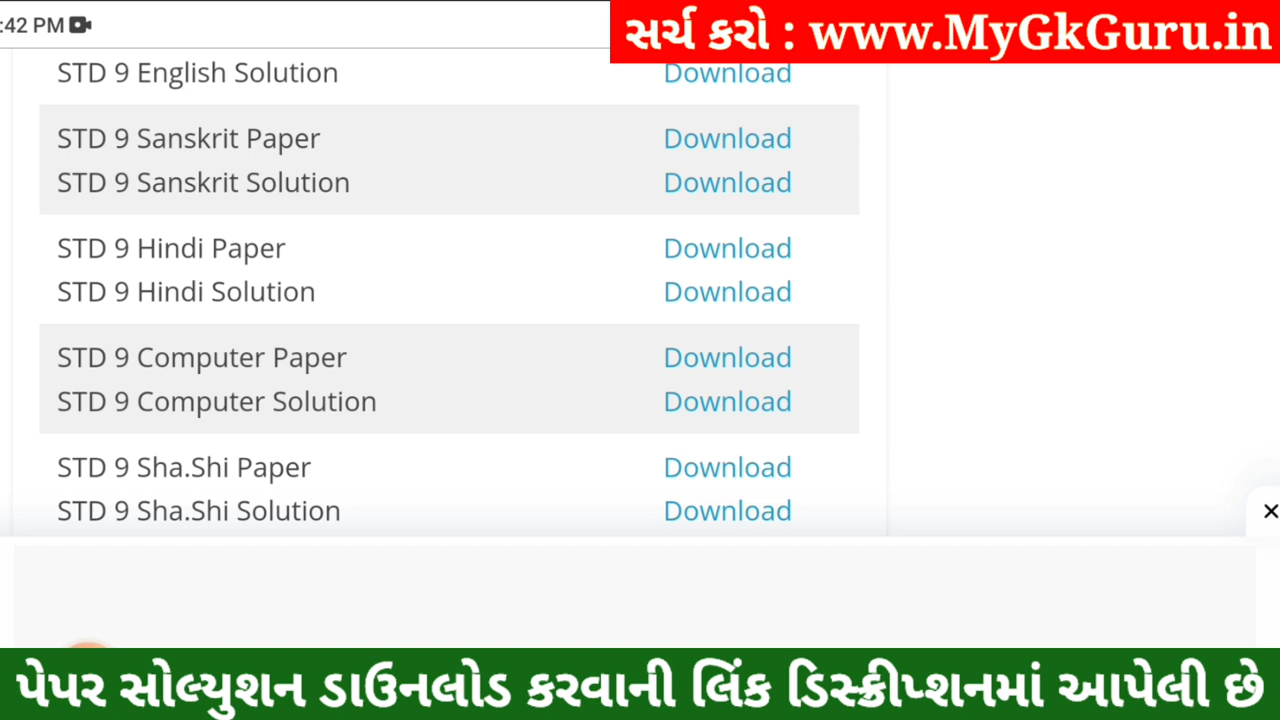 :42 PM
સર્ચ કરો : www.MyGkGuru.in
STD 9 English Solution Download
STD 9 Sanskrit Paper Download
STD 9 Sanskrit Solution Download
STD 9 Hindi Paper Download
STD 9 Hindi Solution Download
STD 9 Computer Paper Download
STD 9 Computer Solution Download
STD 9 Sha.Shi Paper Download
STD 9 Sha.Shi Solution Download
પેપર સોલ્યુશન ડાઉનલોડ કરવાની લિંક ડિસ્ક્રીપ્શનમાં આપેલી છે